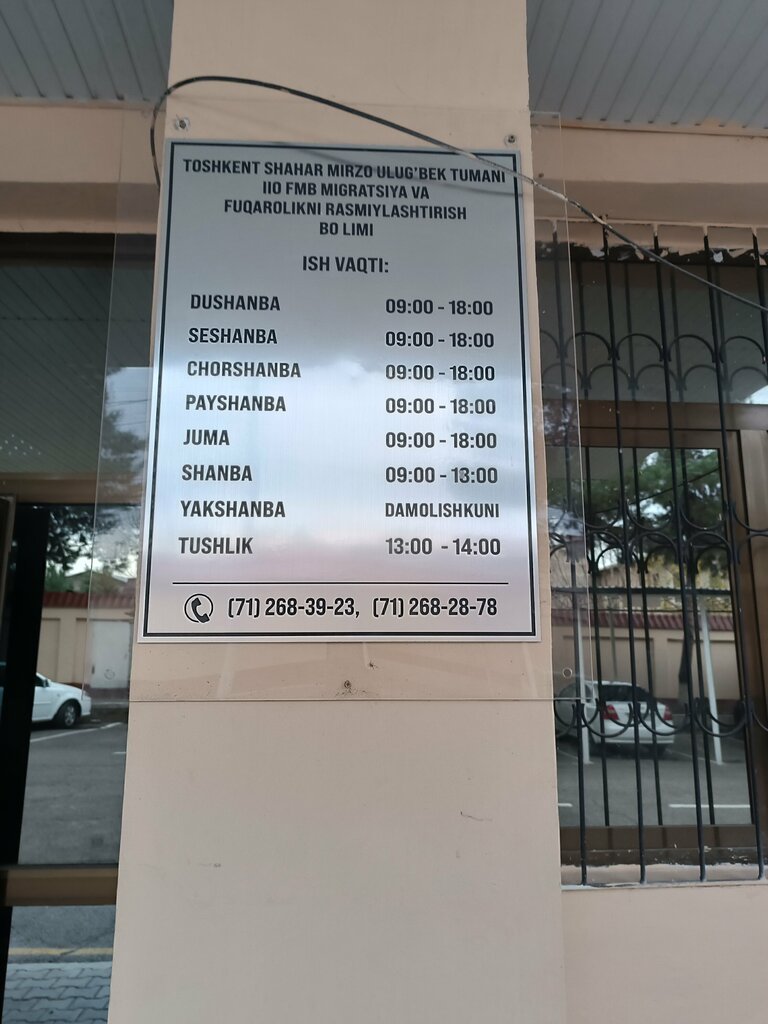 TOSHKENT SHAHAR MIRZO ULUG'BEK TUMANI
IIO FMB MIGRATSIYA VA
FUQAROLIKNI RASMIYLASHTIRISH
BO LIMI
ISH VAQTI:
DUSHANBA 09:00 - 18:00
SESHANBA 09:00 - 18:00
CHORSHANBA 09:00 - 18:00
PAYSHANBA 09:00 - 18:00
JUMA 09:00 - 18:00
SHANBA 09:00 - 13:00
YAKSHANBA DAMOLISHKUNI
TUSHLIK 13:00 - 14:00
(71) 268-39-23, (71) 268-28-78